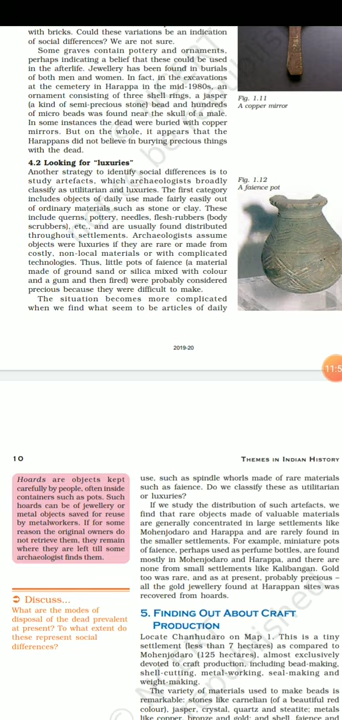 with bricks. Could these variations be an indication
of social differences? We are not sure.
Some graves contain pottery and ornaments,
perhaps indicating a belief that these could be used
in the afterlife. Jewellery has been found in burials
of both men and women. In fact, in the excavations
at the cemetery in Harappa in the mid-1980s, an
ornament consisting of three shell rings, a jasper
(a kind of semi-precious stone) bead and hundreds
of micro beads was found near the skull of a male.
In some instances the dead were buried with copper
mirrors. But on the whole, it appears that the
Harappans did not believe in burying precious things
with the dead.
Fig. 1.11
A copper mirror
4.2 Looking for “luxuries”
Another strategy to identify social differences is to
study artefacts, which archaeologists broadly
classify as utilitarian and luxuries. The first category
includes objects of daily use made fairly easily out
of ordinary materials such as stone or clay. These
include querns, pottery, needles, flesh-rubbers (body
scrubbers), etc., and are usually found distributed
throughout settlements. Archaeologists assume
objects were luxuries if they are rare or made from
costly, non-local materials or with complicated
technologies. Thus, little pots of faience (a material
made of ground sand or silica mixed with colour
and a gum and then fired) were probably considered
precious because they were difficult to make.
The situation becomes more complicated
when we find what seem to be articles of daily
Fig. 1.12
A faience pot
2019-20
11:5
10
THEMES IN INDIAN HISTORY
Hoards are objects kept
carefully by people, often inside
containers such as pots. Such
hoards can be of jewellery or
metal objects saved for reuse
by metalworkers. If for some
reason the original owners do
not retrieve them, they remain
where they are left till some
archaeologist finds them.
Discuss...
What are the modes of
disposal of the dead prevalent
at present? To what extent do
these represent social
differences?
use, such as spindle whorls made of rare materials
such as faience. Do we classify these as utilitarian
or luxuries?
If we study the distribution of such artefacts, we
find that rare objects made of valuable materials
are generally concentrated in large settlements like
Mohenjodaro and Harappa and are rarely found in
the smaller settlements. For example, miniature pots
of faience, perhaps used as perfume bottles, are found
mostly in Mohenjodaro and Harappa, and there are
none from small settlements like Kalibangan. Gold
too was rare, and as at present, probably precious –
all the gold jewellery found at Harappan sites was
recovered from hoards.
5. FINDING OUT ABOUT CRAFT
PRODUCTION
Locate Chanhudaro on Map 1. This is a tiny
settlement (less than 7 hectares) as compared to
Mohenjodaro (125 hectares), almost exclusively
devoted to craft production, including bead-making,
shell-cutting, metal-working, seal-making and
weight-making.
The variety of materials used to make beads is
remarkable: stones like carnelian (of a beautiful red
colour), jasper, crystal, quartz and steatite; metals
like copper, bronze and gold; and shell, faience and